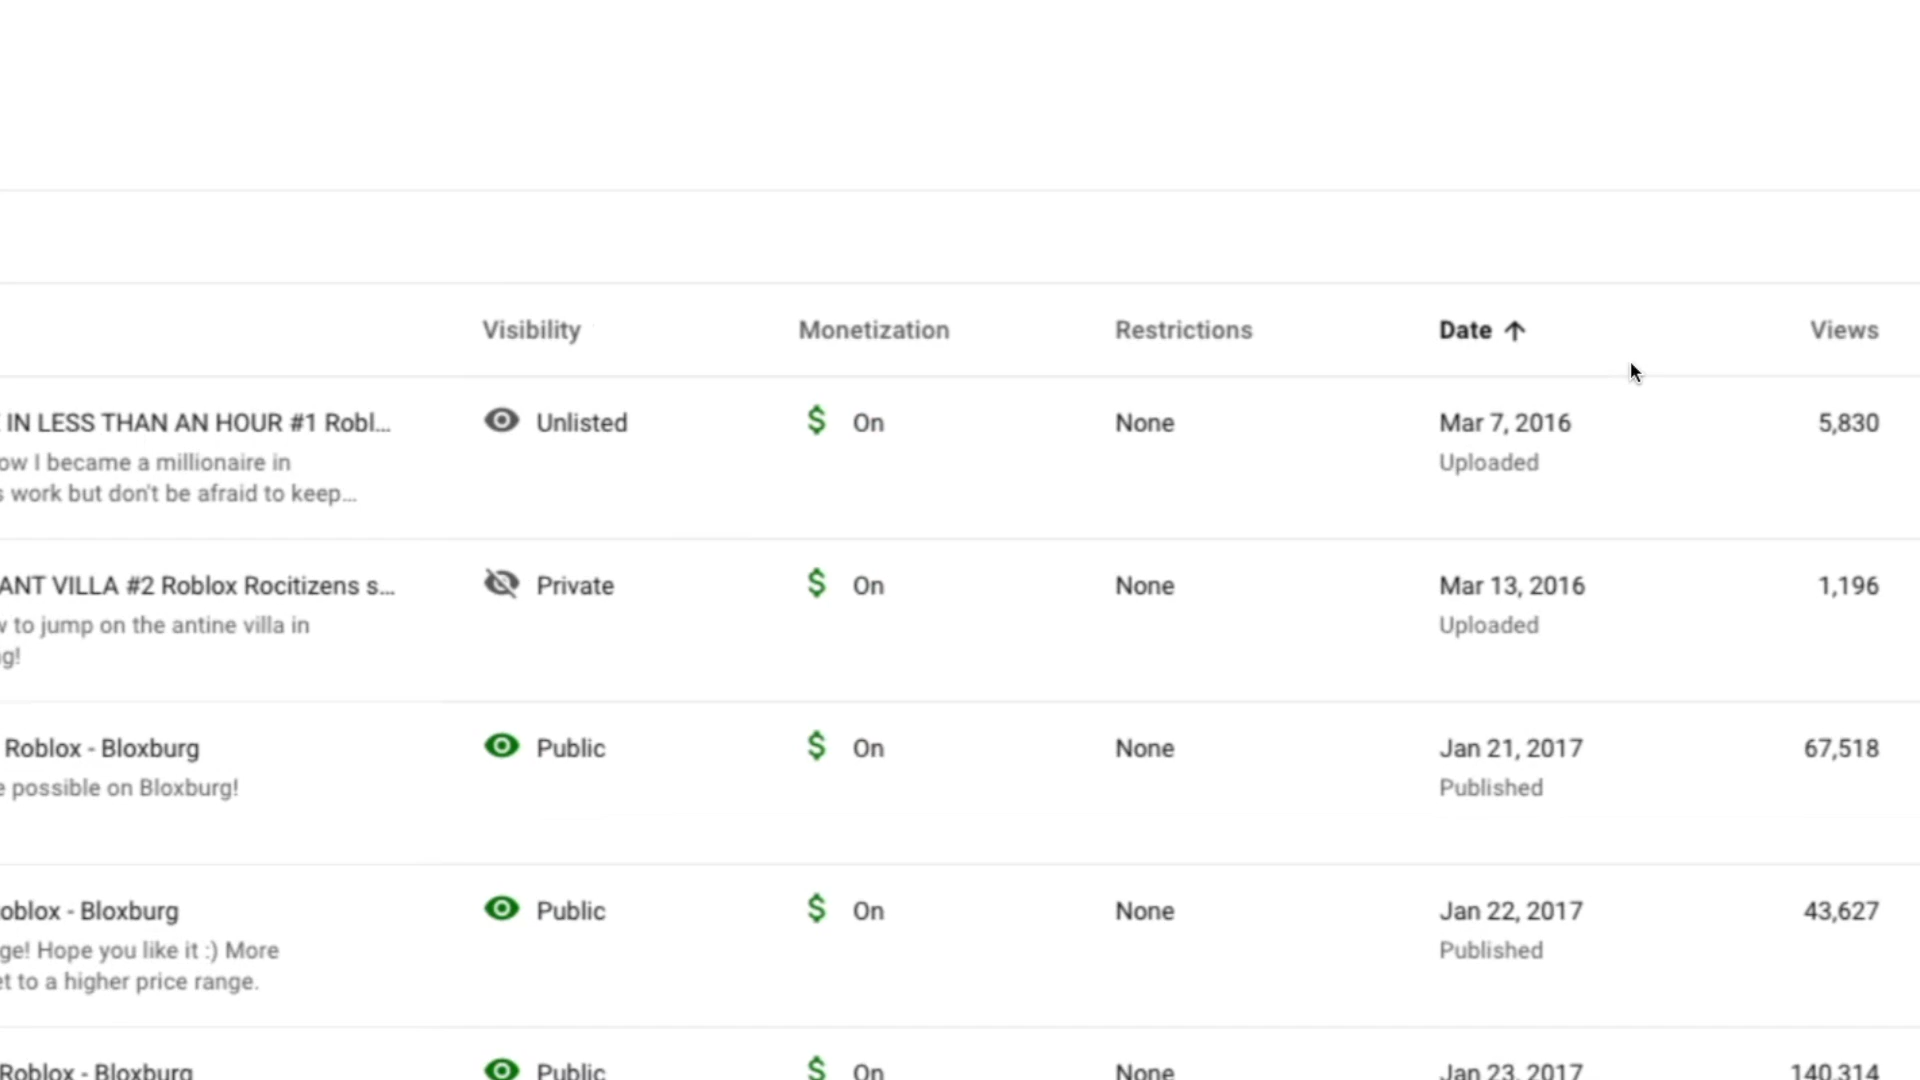 Visibility Monetization Restrictions Date Views
IN LESS THAN AN HOUR #1 Robl... Unlisted $ On None Mar 7, 2016 5,830
ow I became a millionaire in Uploaded
s work but don't be afraid to keep...
ANT VILLA #2 Roblox Rocitizens s... Private $ On None Mar 13, 2016 1,196
w to jump on the antine villa in Uploaded
ng!
Roblox - Bloxburg Public $ On None Jan 21, 2017 67,518
e possible on Bloxburg! Published
oblox - Bloxburg Public $ On None Jan 22, 2017 43,627
ge! Hope you like it :) More Published
et to a higher price range.
Roblox - Bloxburg Public $ On None Jan 23, 2017 140,314